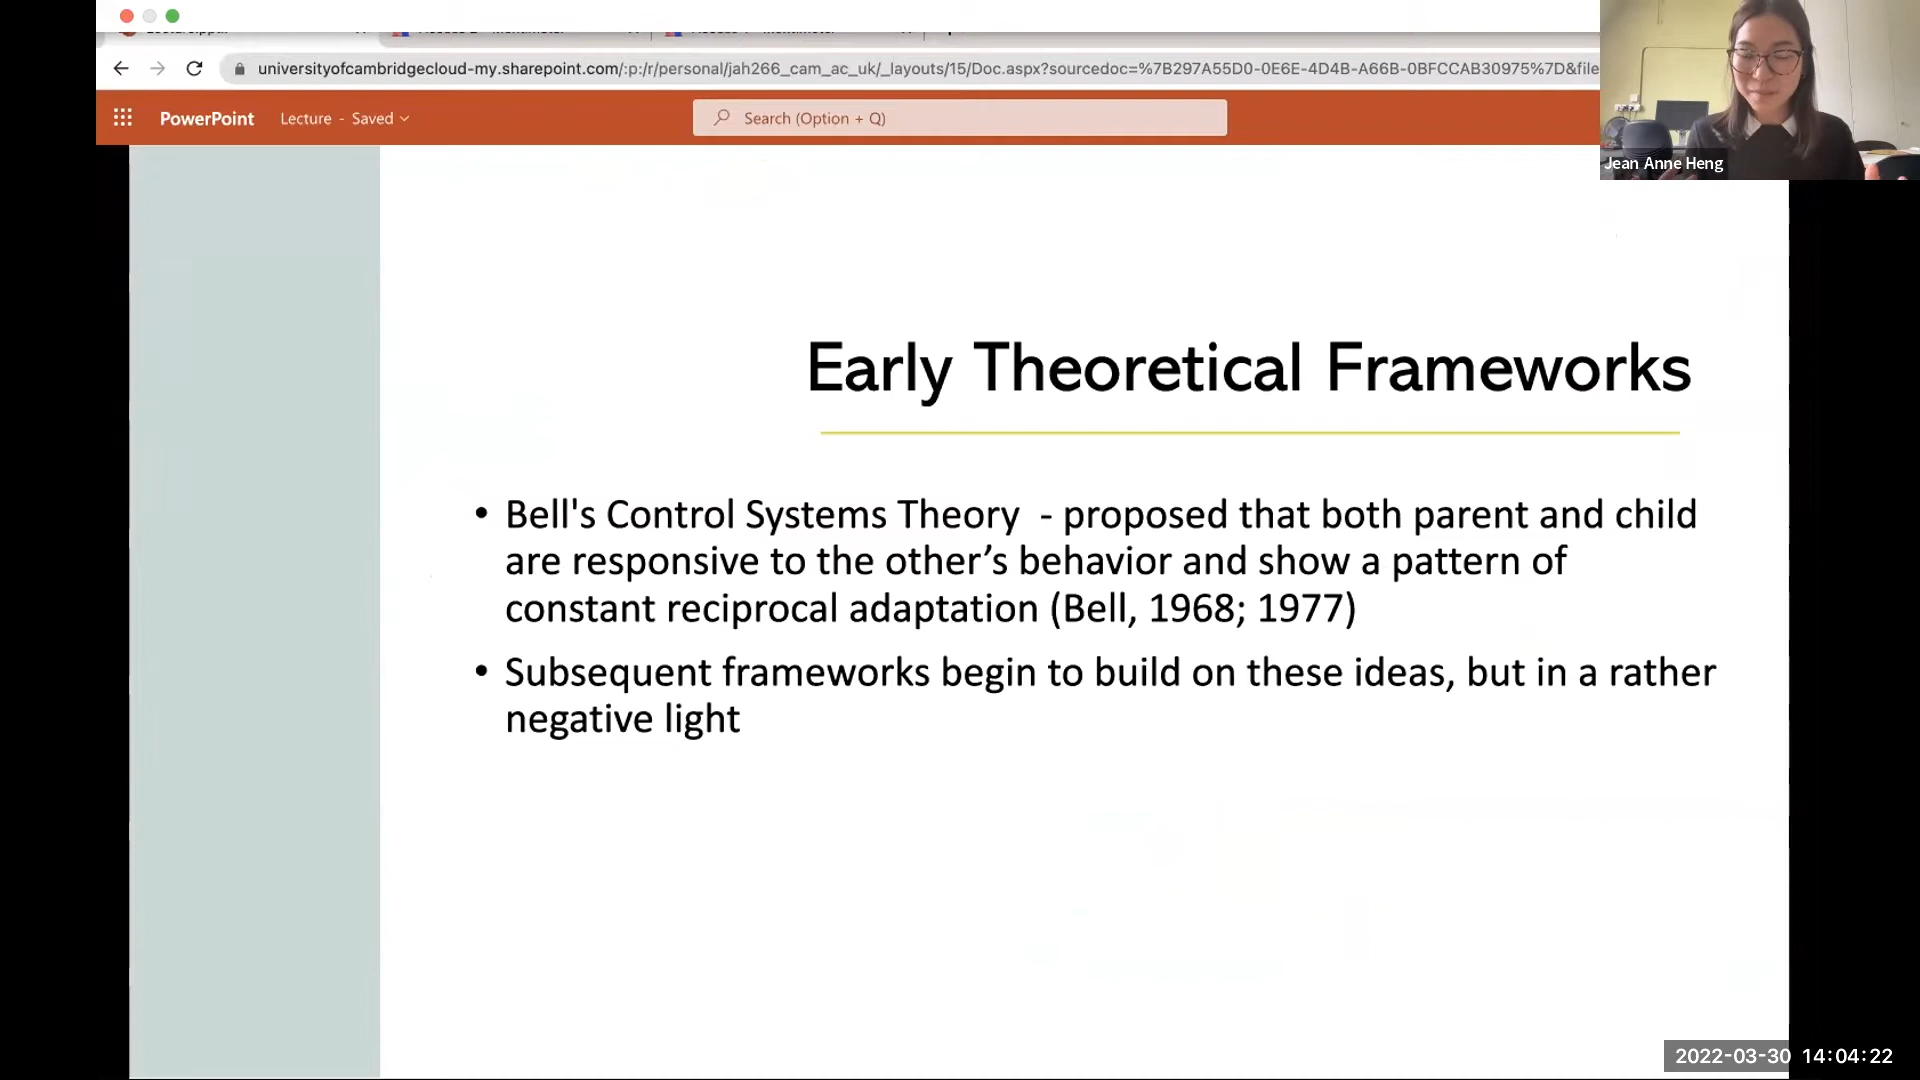 universityofcambridgecloud-my.sharepoint.com/:p:/r/personal/jah266_cam_ac_uk/_layouts/15/Doc.aspx?sourcedoc=%7B297A55D0-0E6E-4D4B-A66B-0BFCCAB30975%7D&file
PowerPoint Lecture - Saved Search (Option + Q)
Jean Anne Heng
Early Theoretical Frameworks
• Bell's Control Systems Theory - proposed that both parent and child
are responsive to the other’s behavior and show a pattern of
constant reciprocal adaptation (Bell, 1968; 1977)
• Subsequent frameworks begin to build on these ideas, but in a rather
negative light
2022-03-30 14:04:22